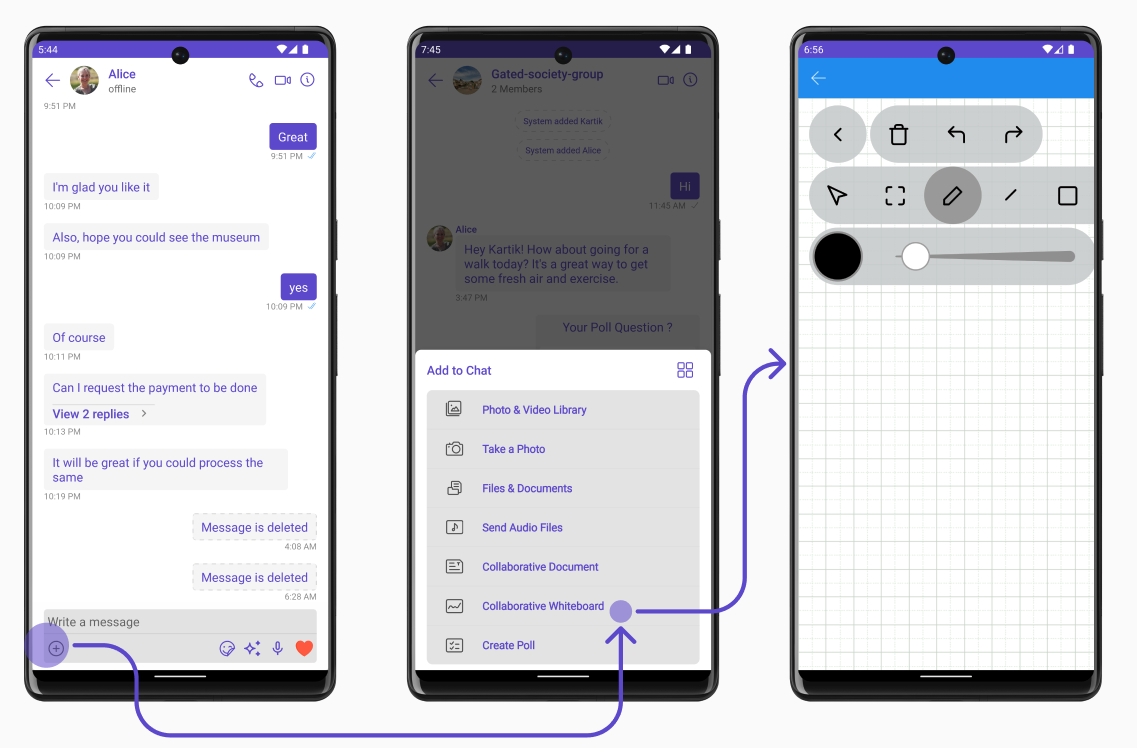 5:44
Alice
offline
9:51 PM
Great
9:51 PM
I'm glad you like it
10:09 PM
Also, hope you could see the museum
10:09 PM
yes
10:09 PM
Of course
10:11 PM
Can I request the payment to be done
View 2 replies
10:13 PM
It will be great if you could process the
same
10:19 PM
Message is deleted
4:08 AM
Message is deleted
6:28 AM
Write a message
7:45
Gated-society-group
2 Members
System added Kartik
System added Alice
Hi
11:45 AM
Alice
Hey Kartik! How about going for a
walk today? It's a great way to get
some fresh air and exercise.
3:47 PM
Your Poll Question ?
Add to Chat
Photo & Video Library
Take a Photo
Files & Documents
Send Audio Files
Collaborative Document
Collaborative Whiteboard
Create Poll
6:56